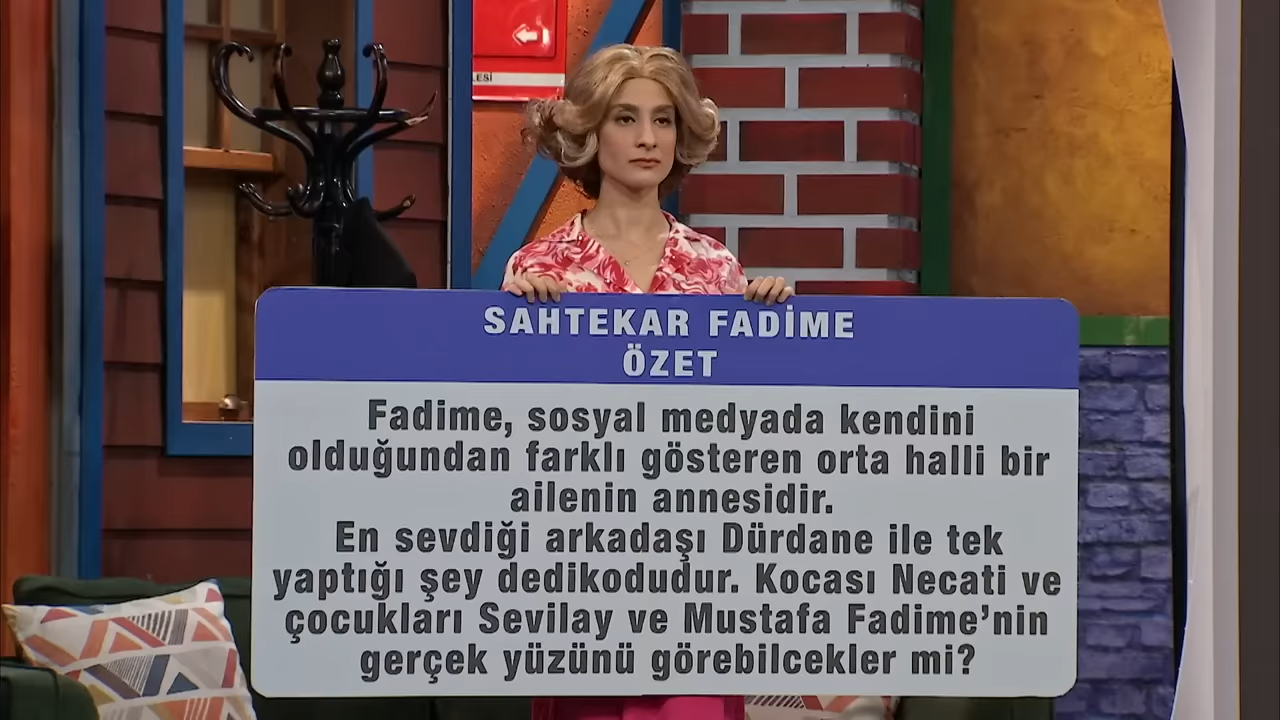 LESİ
SAHTEKAR FADİME
ÖZET
Fadime, sosyal medyada kendini
olduğundan farklı gösteren orta halli bir
ailenin annesidir.
En sevdiği arkadaşı Dürdane ile tek
yaptığı şey dedikodudur. Kocası Necati ve
çocukları Sevilay ve Mustafa Fadime’nin
gerçek yüzünü görebilcekler mi?